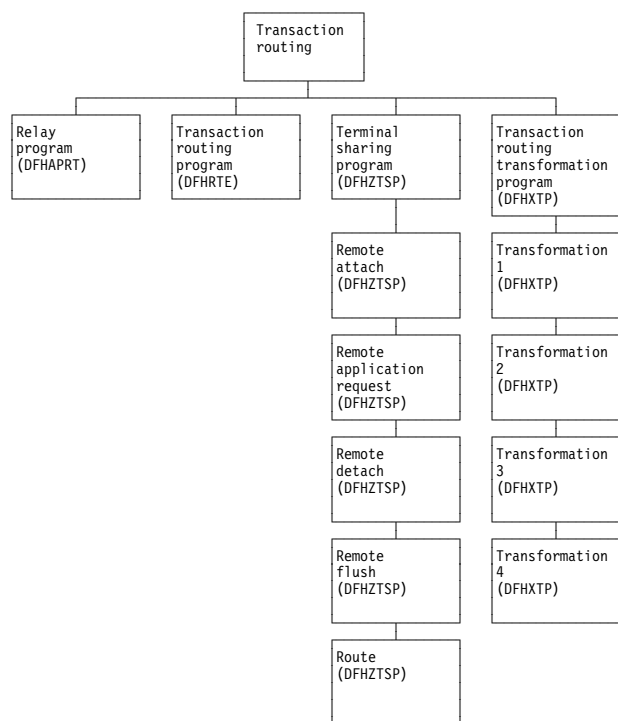 Transaction
routing
Relay
program
(DFHAPRT)
Transaction
routing
program
(DFHRTE)
Terminal
sharing
program
(DFHZTSP)
Transaction
routing
transformation
program
(DFHXTP)
Remote
attach
(DFHZTSP)
Transformation
1
(DFHXTP)
Remote
application
request
(DFHZTSP)
Transformation
2
(DFHXTP)
Remote
detach
(DFHZTSP)
Transformation
3
(DFHXTP)
Remote
flush
(DFHZTSP)
Transformation
4
(DFHXTP)
Route
(DFHZTSP)